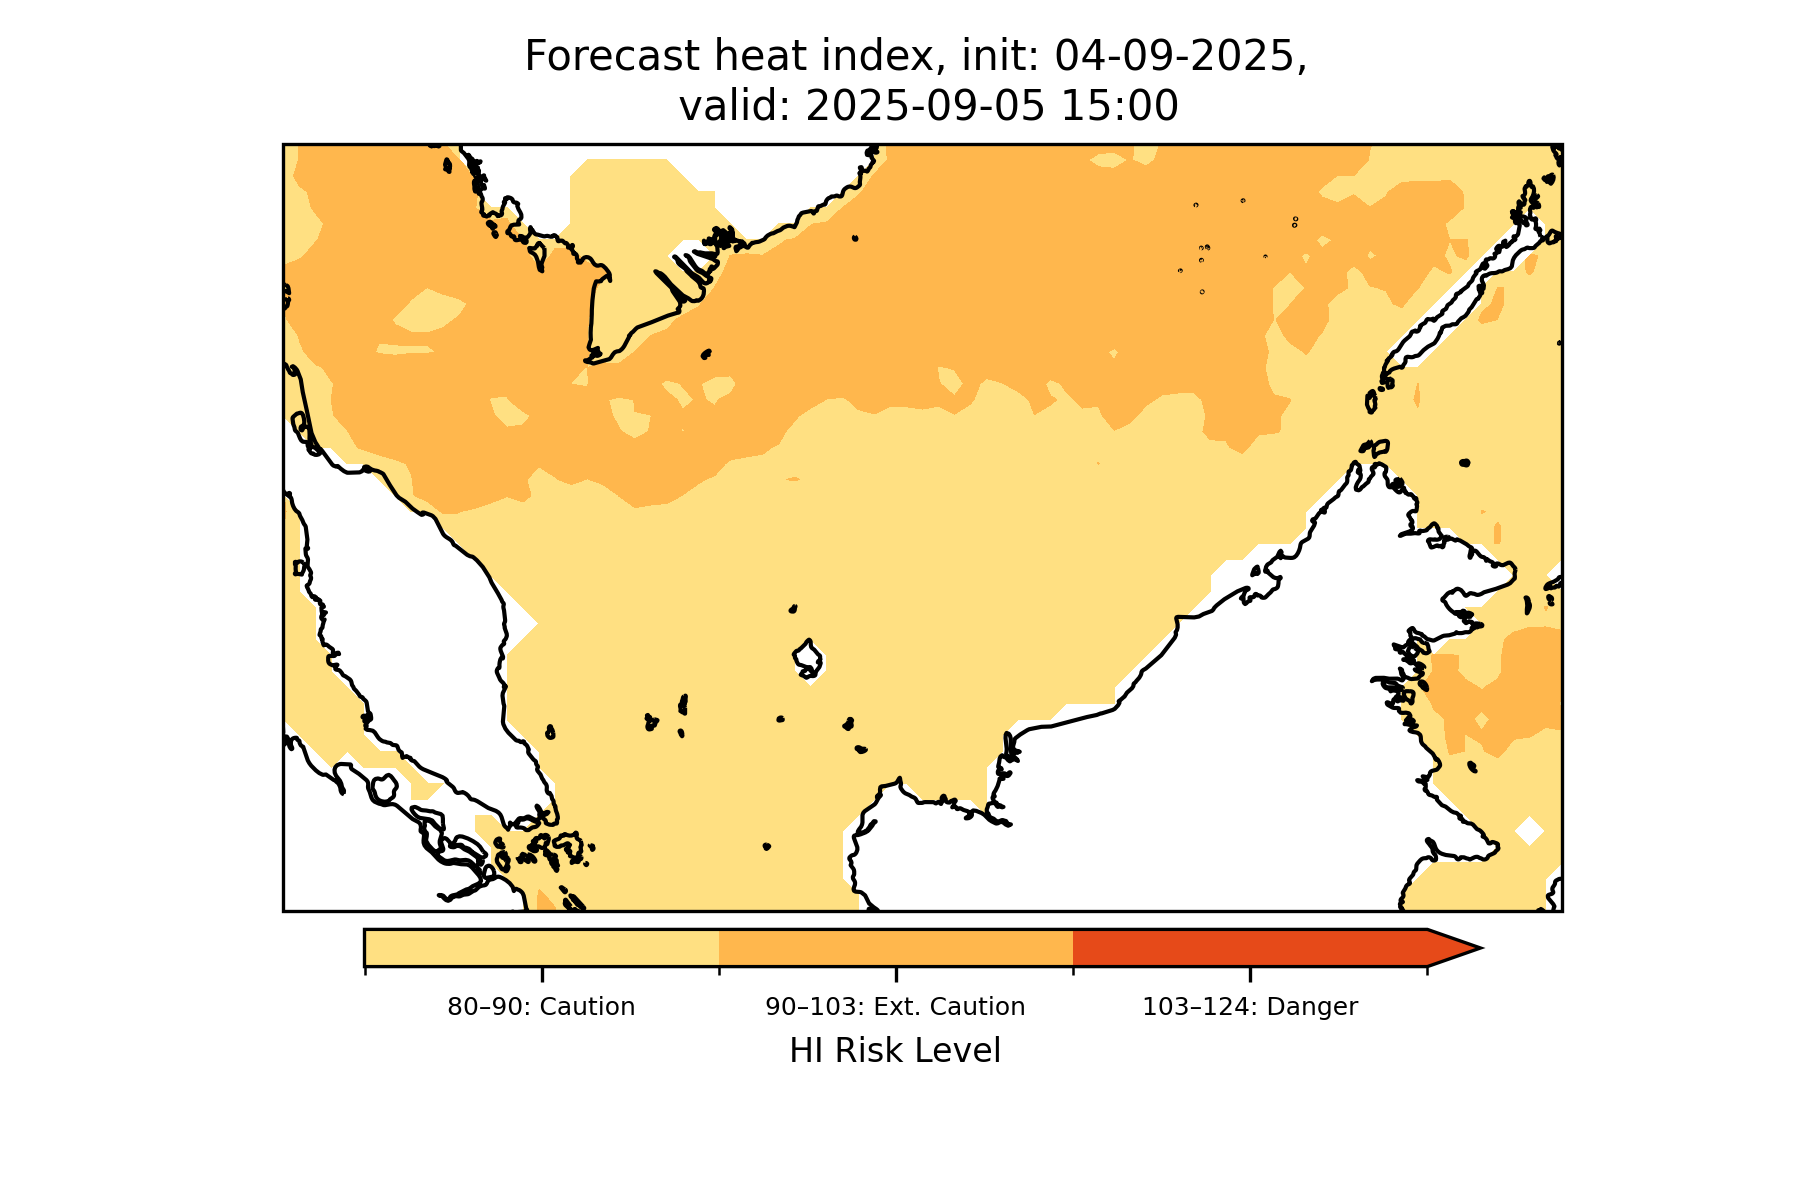 Forecast heat index, init: 04-09-2025,
valid: 2025-09-05 15:00
80–90: Caution
90–103: Ext. Caution
103–124: Danger
HI Risk Level